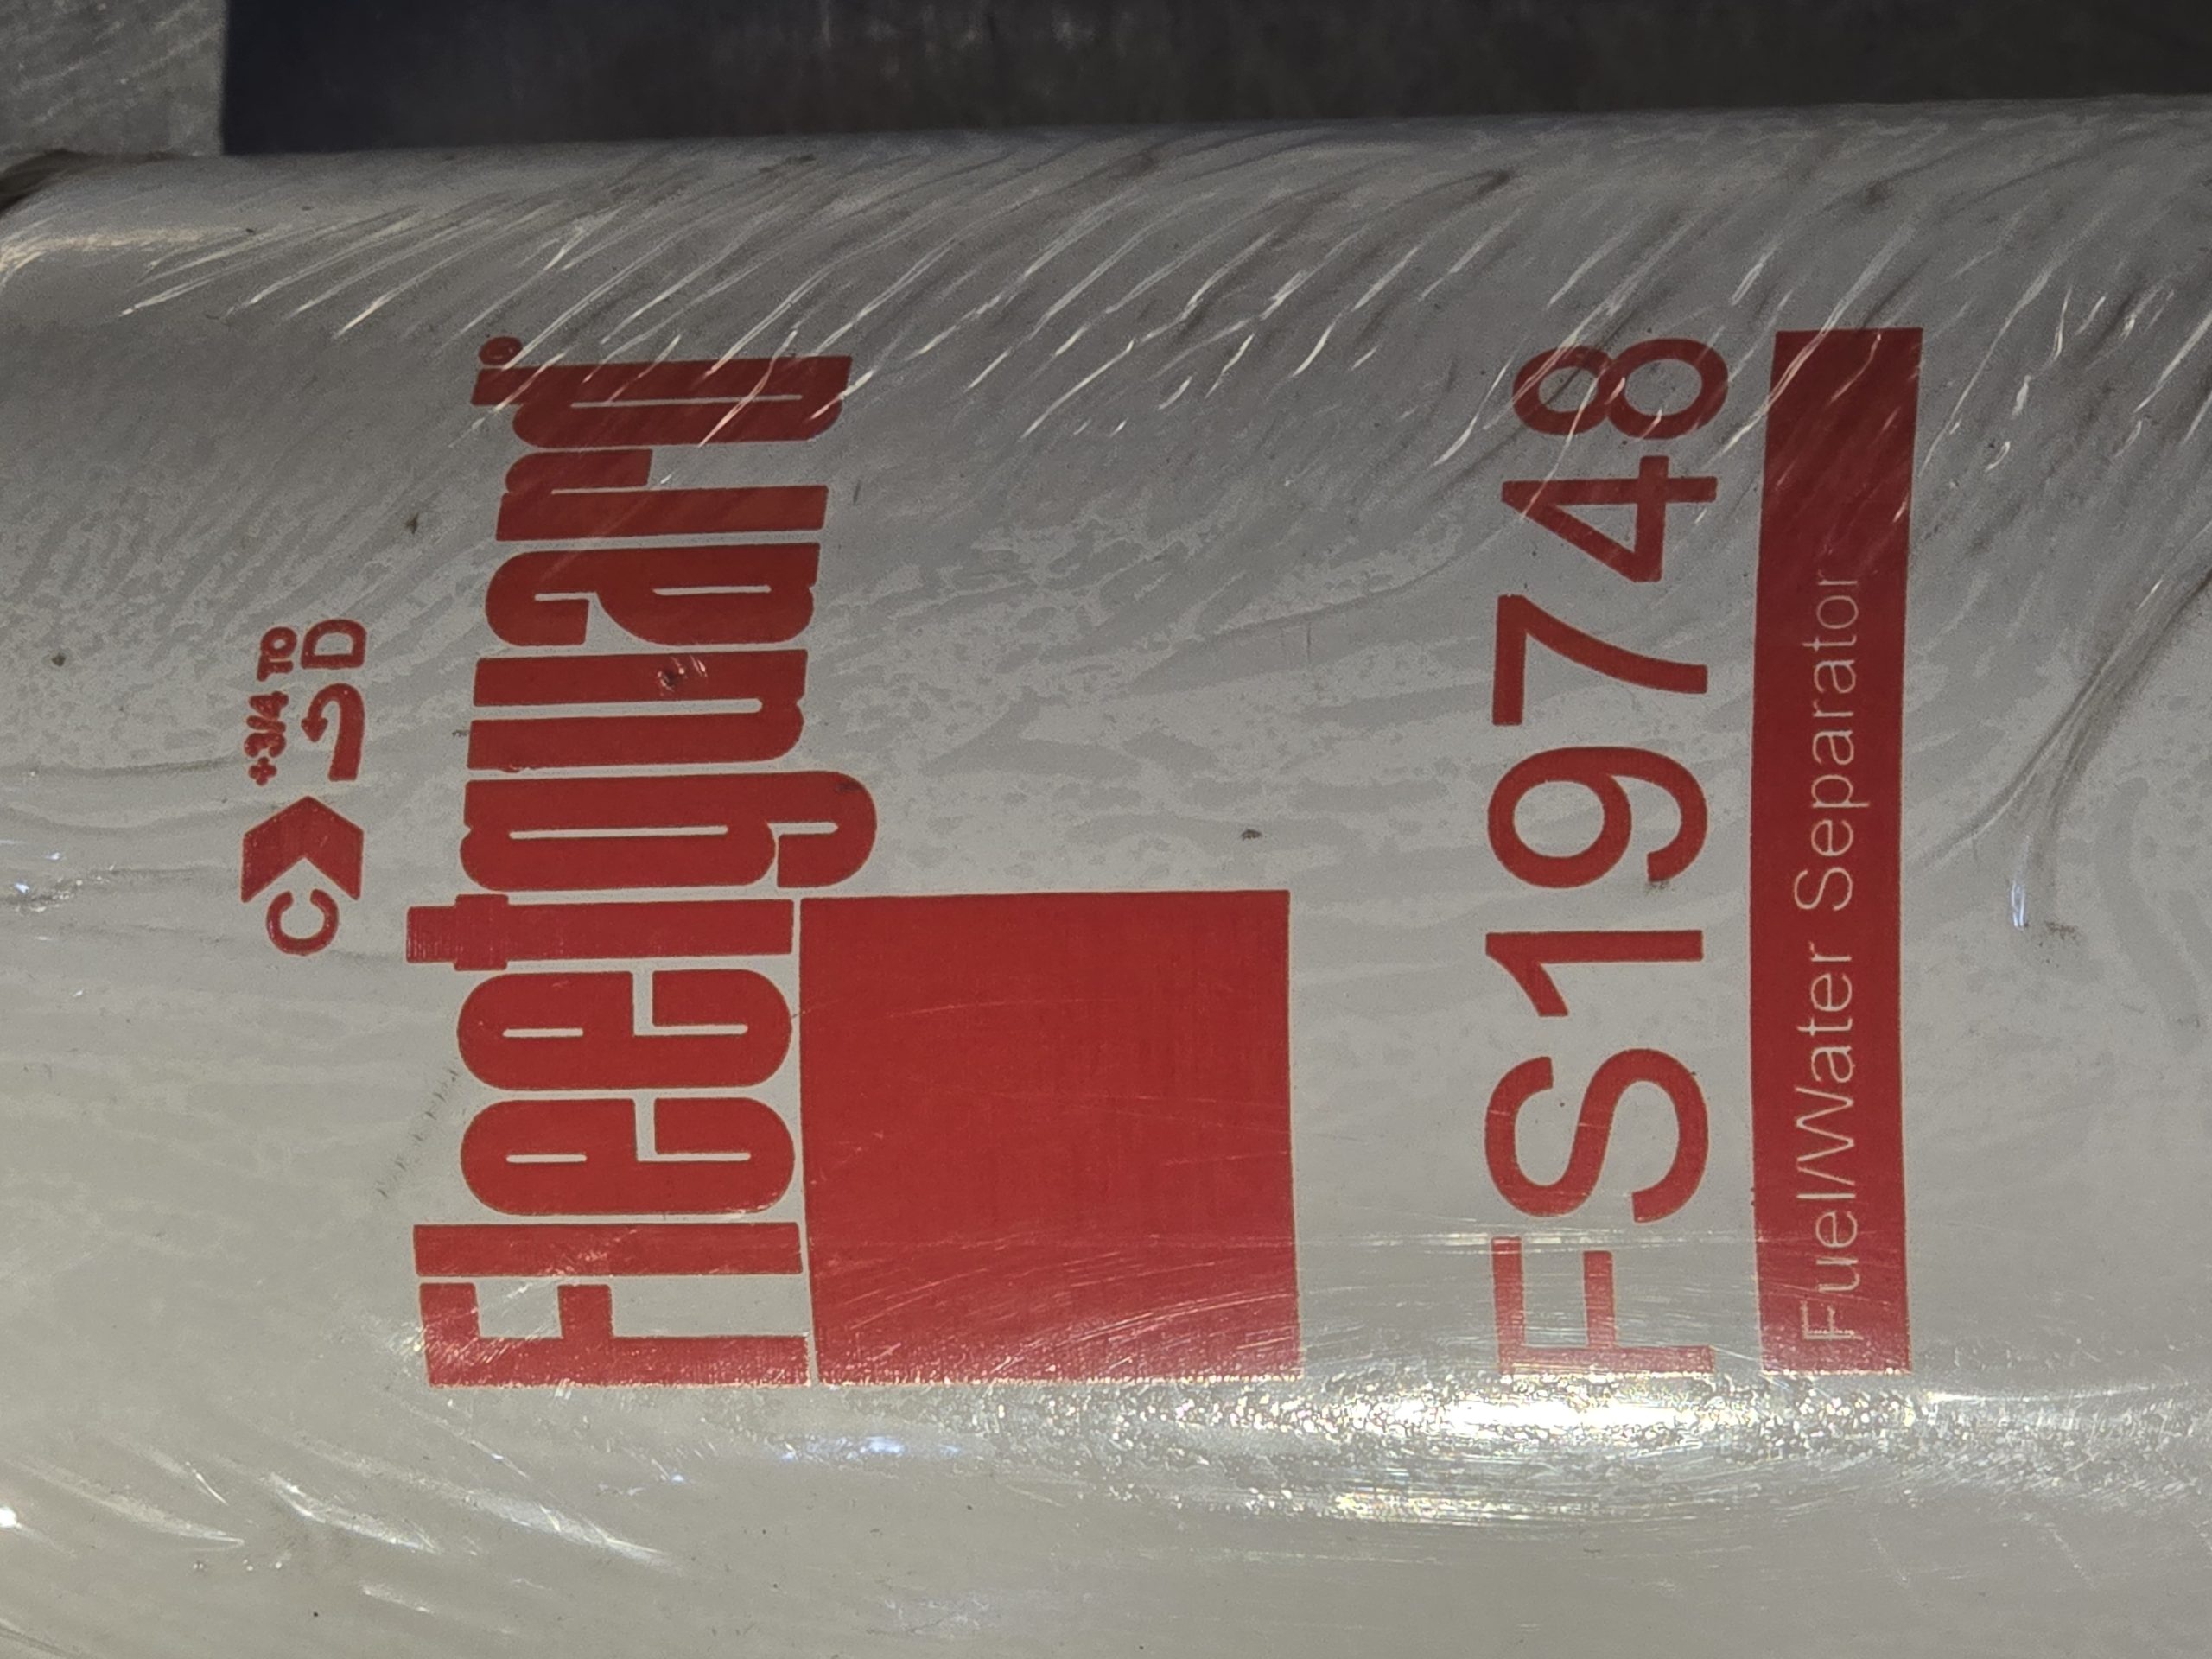 C +3/4 TO D
Fleetguard
FS19748
Fuel/Water Separator